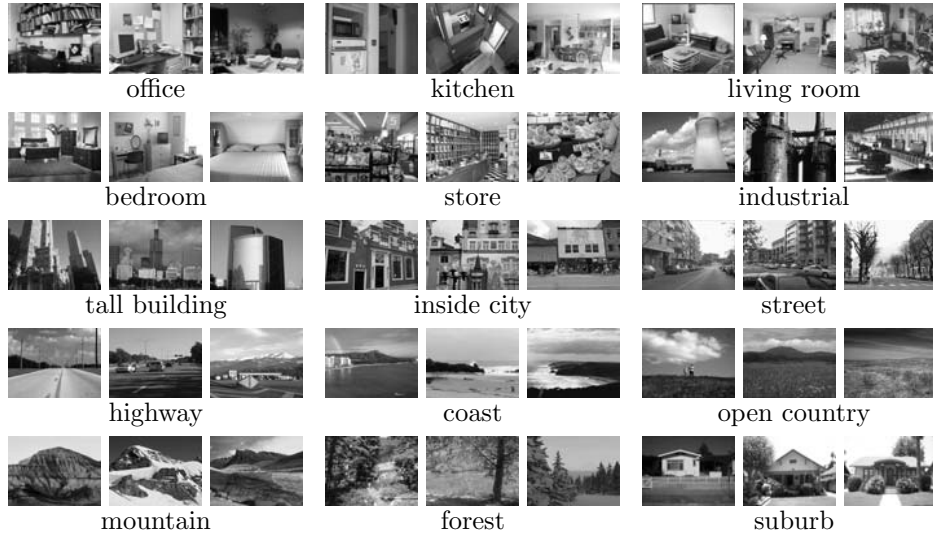 office kitchen living room
bedroom store industrial
tall building inside city street
highway coast open country
mountain forest suburb